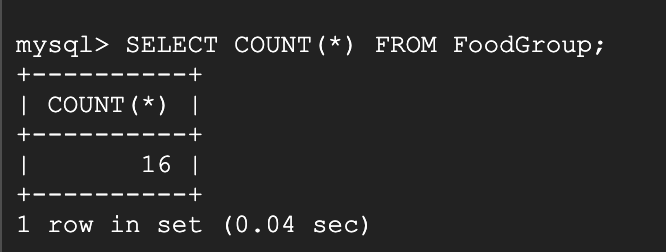 mysql> SELECT COUNT(*) FROM FoodGroup;
+----------+
| COUNT(*) |
+----------+
|       16 |
+----------+
1 row in set (0.04 sec)